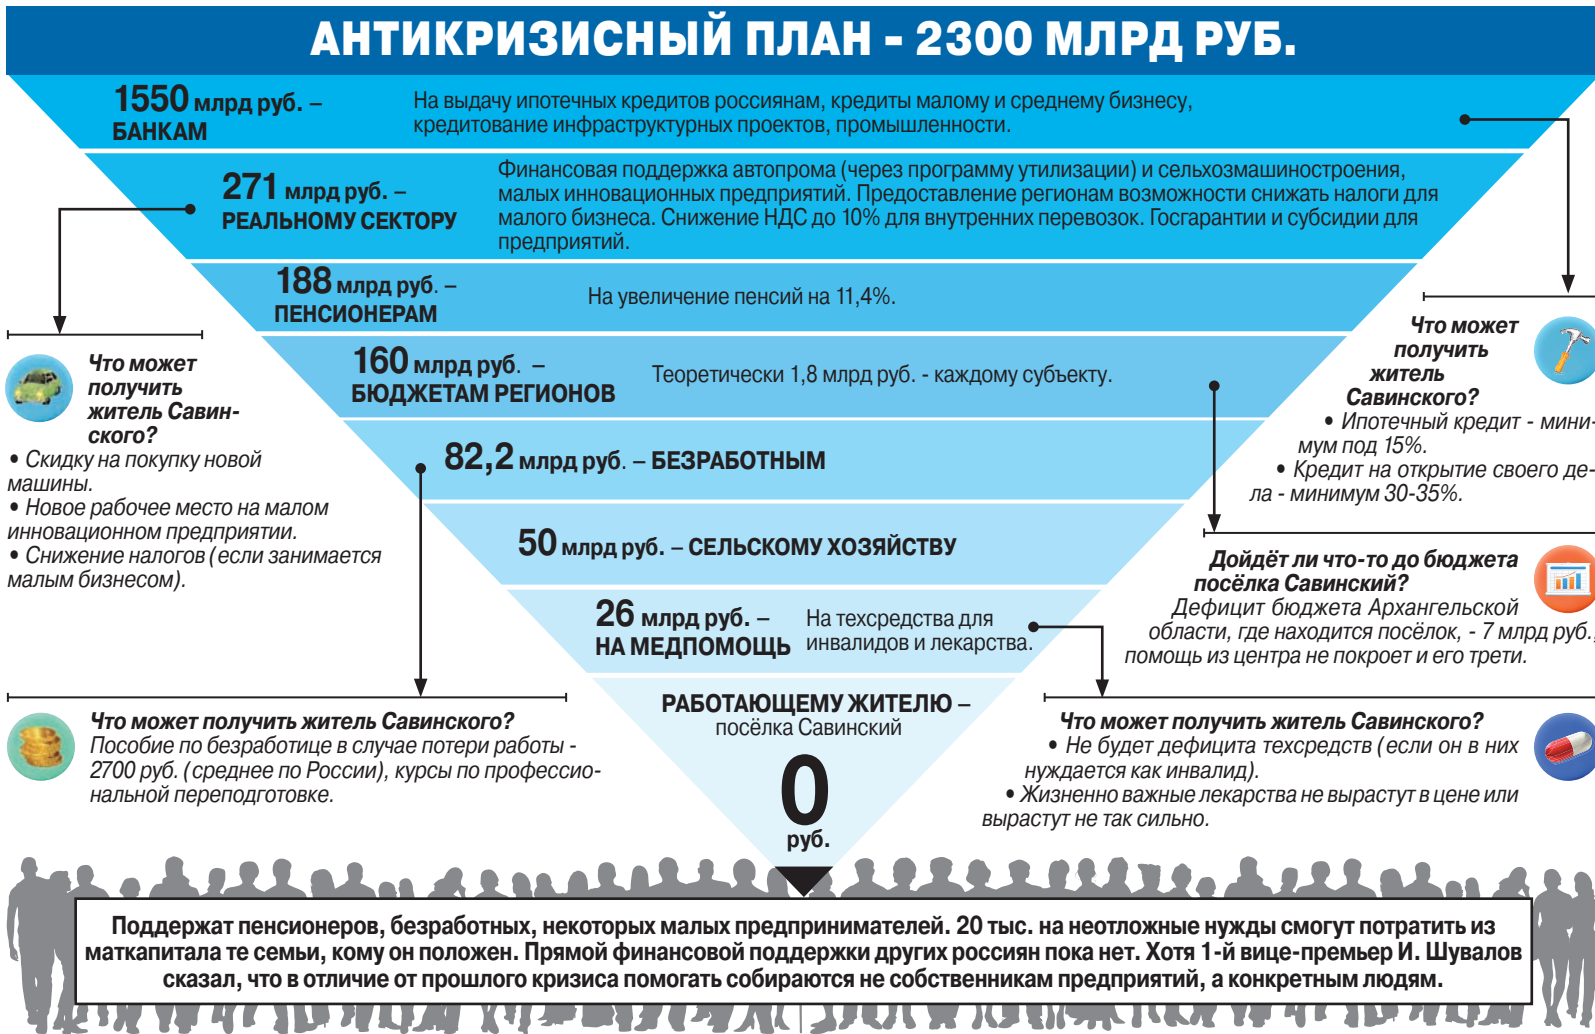 АНТИКРИЗИСНЫЙ ПЛАН - 2300 МЛРД РУБ.
1550 млрд руб. –
БАНКАМ
На выдачу ипотечных кредитов россиянам, кредиты малому и среднему бизнесу,
кредитование инфраструктурных проектов, промышленности.
271 млрд руб. –
РЕАЛЬНОМУ СЕКТОРУ
Финансовая поддержка автопрома (через программу утилизации) и сельхозмашиностроения,
малых инновационных предприятий. Предоставление регионам возможности снижать налоги для
малого бизнеса. Снижение НДС до 10% для внутренних перевозок. Госгарантии и субсидии для
предприятий.
188 млрд руб. –
ПЕНСИОНЕРАМ
На увеличение пенсий на 11,4%.
160 млрд руб. –
БЮДЖЕТАМ РЕГИОНОВ
Теоретически 1,8 млрд руб. - каждому субъекту.
82,2 млрд руб. – БЕЗРАБОТНЫМ
50 млрд руб. – СЕЛЬСКОМУ ХОЗЯЙСТВУ
26 млрд руб. –
НА МЕДПОМОЩЬ
На техсредства для
инвалидов и лекарства.
РАБОТАЮЩЕМУ ЖИТЕЛЮ –
посёлка Савинский
0
руб.
Что может
получить
житель Савин-
ского?
• Скидку на покупку новой
машины.
• Новое рабочее место на малом
инновационном предприятии.
• Снижение налогов (если занимается
малым бизнесом).
Что может получить житель Савинского?
Пособие по безработице в случае потери работы -
2700 руб. (среднее по России), курсы по профессио-
нальной переподготовке.
Что может
получить
житель
Савинского?
• Ипотечный кредит - мини-
мум под 15%.
• Кредит на открытие своего де-
ла - минимум 30-35%.
Дойдёт ли что-то до бюджета
посёлка Савинский?
Дефицит бюджета Архангельской
области, где находится посёлок, - 7 млрд руб.,
помощь из центра не покроет и его трети.
Что может получить житель Савинского?
• Не будет дефицита техсредств (если он в них
нуждается как инвалид).
• Жизненно важные лекарства не вырастут в цене или
вырастут не так сильно.
Поддержат пенсионеров, безработных, некоторых малых предпринимателей. 20 тыс. на неотложные нужды смогут потратить из
маткапитала те семьи, кому он положен. Прямой финансовой поддержки других россиян пока нет. Хотя 1-й вице-премьер И. Шувалов
сказал, что в отличие от прошлого кризиса помогать собираются не собственникам предприятий, а конкретным людям.